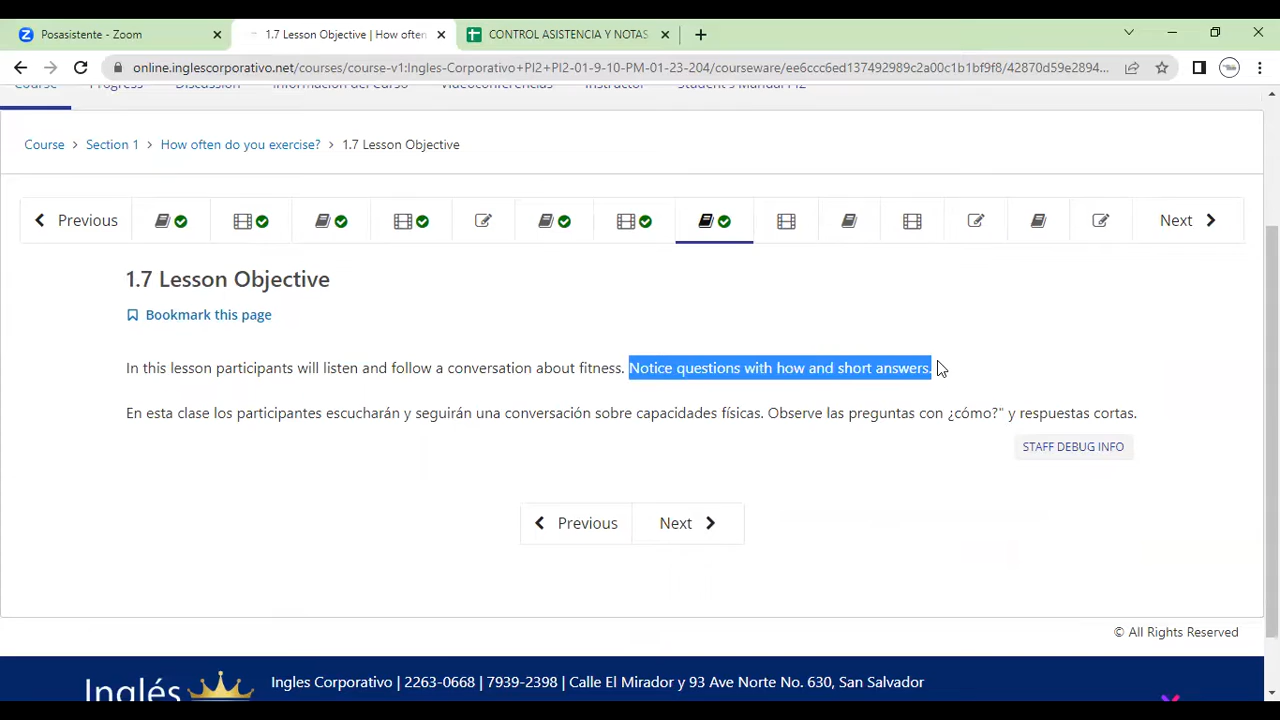 Posasistente - Zoom
1.7 Lesson Objective | How often
CONTROL ASISTENCIA Y NOTAS
online.inglescorporativo.net/courses/course-v1:Ingles-Corporativo+PI2+PI2-01-9-10-PM-01-23-204/courseware/ee6ccc6ed137492989c2a00c1b1bf9f8/42870d59e2894...
Course Progress Discussion Información del Curso Videoconferencias Instructor Student's Manual PI2
Course > Section 1 > How often do you exercise? > 1.7 Lesson Objective
Previous
Next
1.7 Lesson Objective
Bookmark this page
In this lesson participants will listen and follow a conversation about fitness. Notice questions with how and short answers.
En esta clase los participantes escucharán y seguirán una conversación sobre capacidades físicas. Observe las preguntas con ¿cómo?" y respuestas cortas.
STAFF DEBUG INFO
Previous
Next
© All Rights Reserved
Inglés
Ingles Corporativo | 2263-0668 | 7939-2398 | Calle El Mirador y 93 Ave Norte No. 630, San Salvador